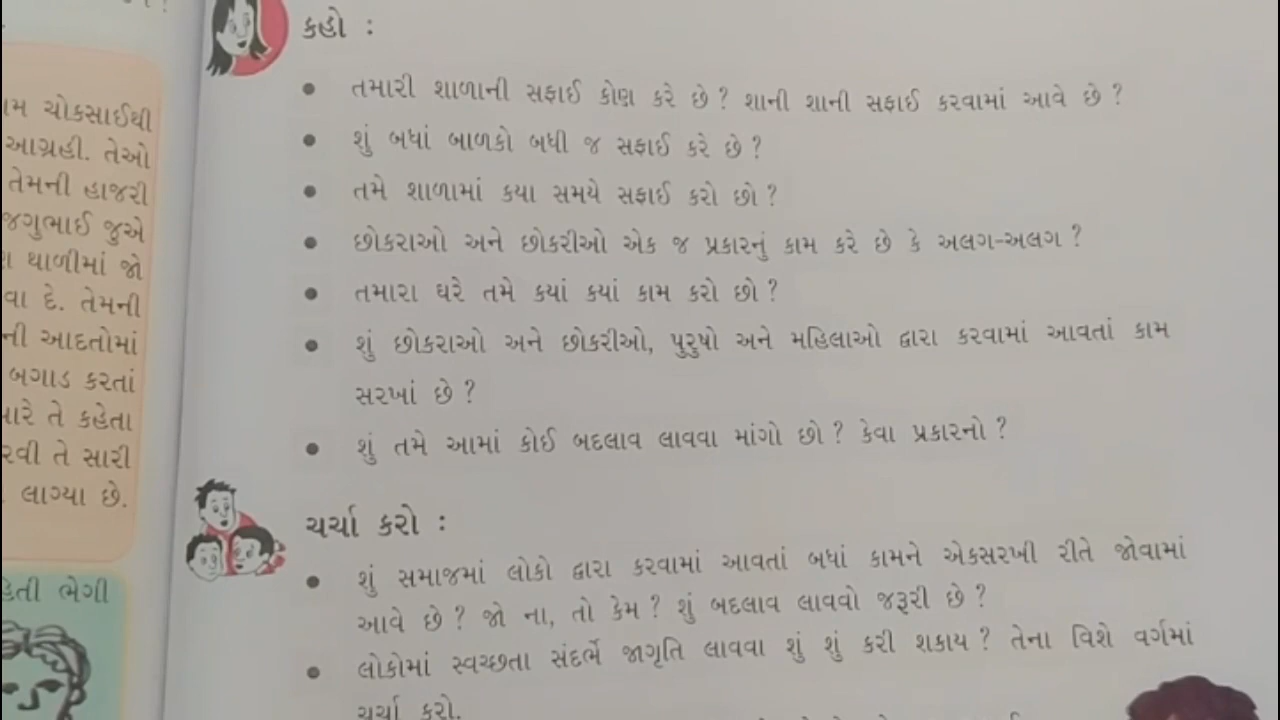 ામ ચોકસાઈથી
આગ્રહી. તેઓ
તેમની હાજરી
જગુભાઈ જુએ
થાળીમાં જો
વા દે. તેમની
ની આદતોમાં
બગાડ કરતાં
મારે તે કહેતા
રવી તે સારી
લાગ્યા છે.
ભેગી
કહો :
• તમારી શાળાની સફાઈ કોણ કરે છે ? શાની શાની સફાઈ કરવામાં આવે છે ?
• શું બધાં બાળકો બધી જ સફાઈ કરે છે ?
• તમે શાળામાં કયા સમયે સફાઈ કરો છો ?
• છોકરાઓ અને છોકરીઓ એક જ પ્રકારનું કામ કરે છે કે અલગ-અલગ ?
• તમારા ઘરે તમે કયાં કયાં કામ કરો છો ?
• શું છોકરાઓ અને છોકરીઓ, પુરુષો અને મહિલાઓ દ્વારા કરવામાં આવતાં કામ
સરખાં છે ?
• શું તમે આમાં કોઈ બદલાવ લાવવા માંગો છો ? કેવા પ્રકારનો ?
ચર્ચા કરો :
• શું સમાજમાં લોકો દ્વારા કરવામાં આવતાં બધાં કામને એકસરખી રીતે જોવામાં
આવે છે ? જો ના, તો કેમ ? શું બદલાવ લાવવો જરૂરી છે ?
• લોકોમાં સ્વચ્છતા સંદર્ભે જાગૃતિ લાવવા શું શું કરી શકાય ? તેના વિશે વર્ગમાં
ચર્ચા કરો.